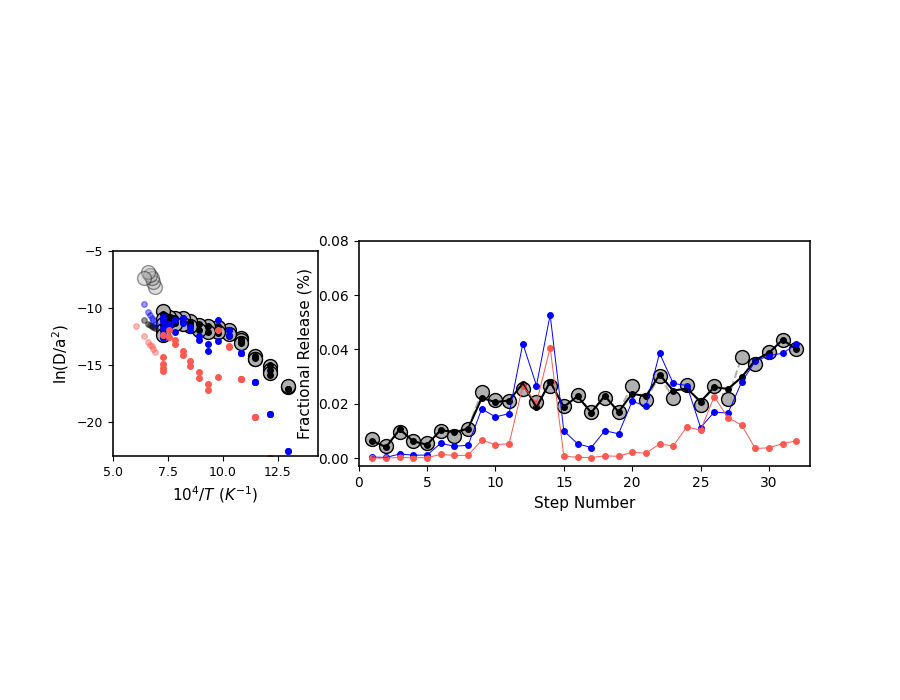 −5
−10
−15
−20
5.0 7.5 10.0 12.5
10⁴/T (K⁻¹)
ln(D/a²)
0.08
0.06
0.04
0.02
0.00
0 5 10 15 20 25 30
Step Number
Fractional Release (%)